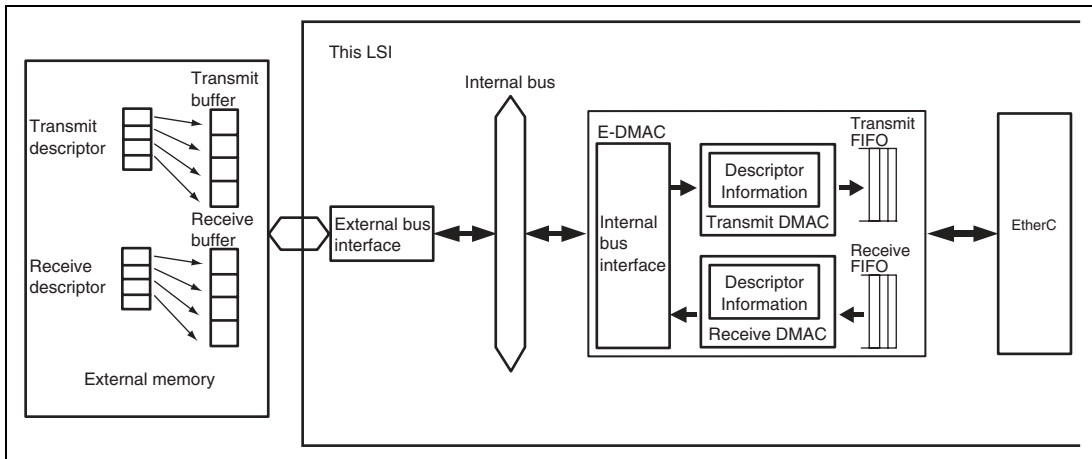 This LSI
Internal bus
Transmit
buffer
Transmit
descriptor
Receive
buffer
Receive
descriptor
External memory
External bus
interface
E-DMAC
Internal
bus
interface
Descriptor
Information
Transmit DMAC
Transmit
FIFO
Descriptor
Information
Receive DMAC
Receive
FIFO
EtherC